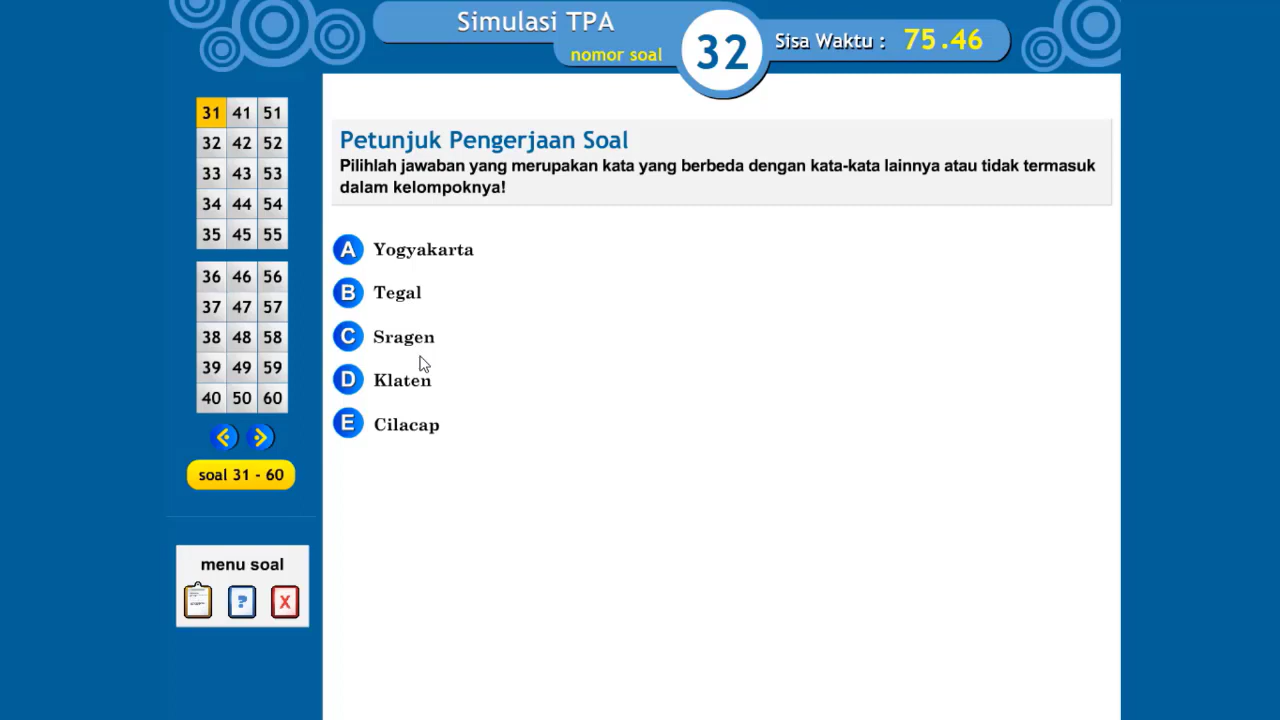 Simulasi TPA
nomor soal
32
Sisa Waktu : 75.46
31 41 51
32 42 52
33 43 53
34 44 54
35 45 55
36 46 56
37 47 57
38 48 58
39 49 59
40 50 60
soal 31 - 60
menu soal
?
X
Petunjuk Pengerjaan Soal
Pilihlah jawaban yang merupakan kata yang berbeda dengan kata-kata lainnya atau tidak termasuk
dalam kelompoknya!
A Yogyakarta
B Tegal
C Sragen
D Klaten
E Cilacap